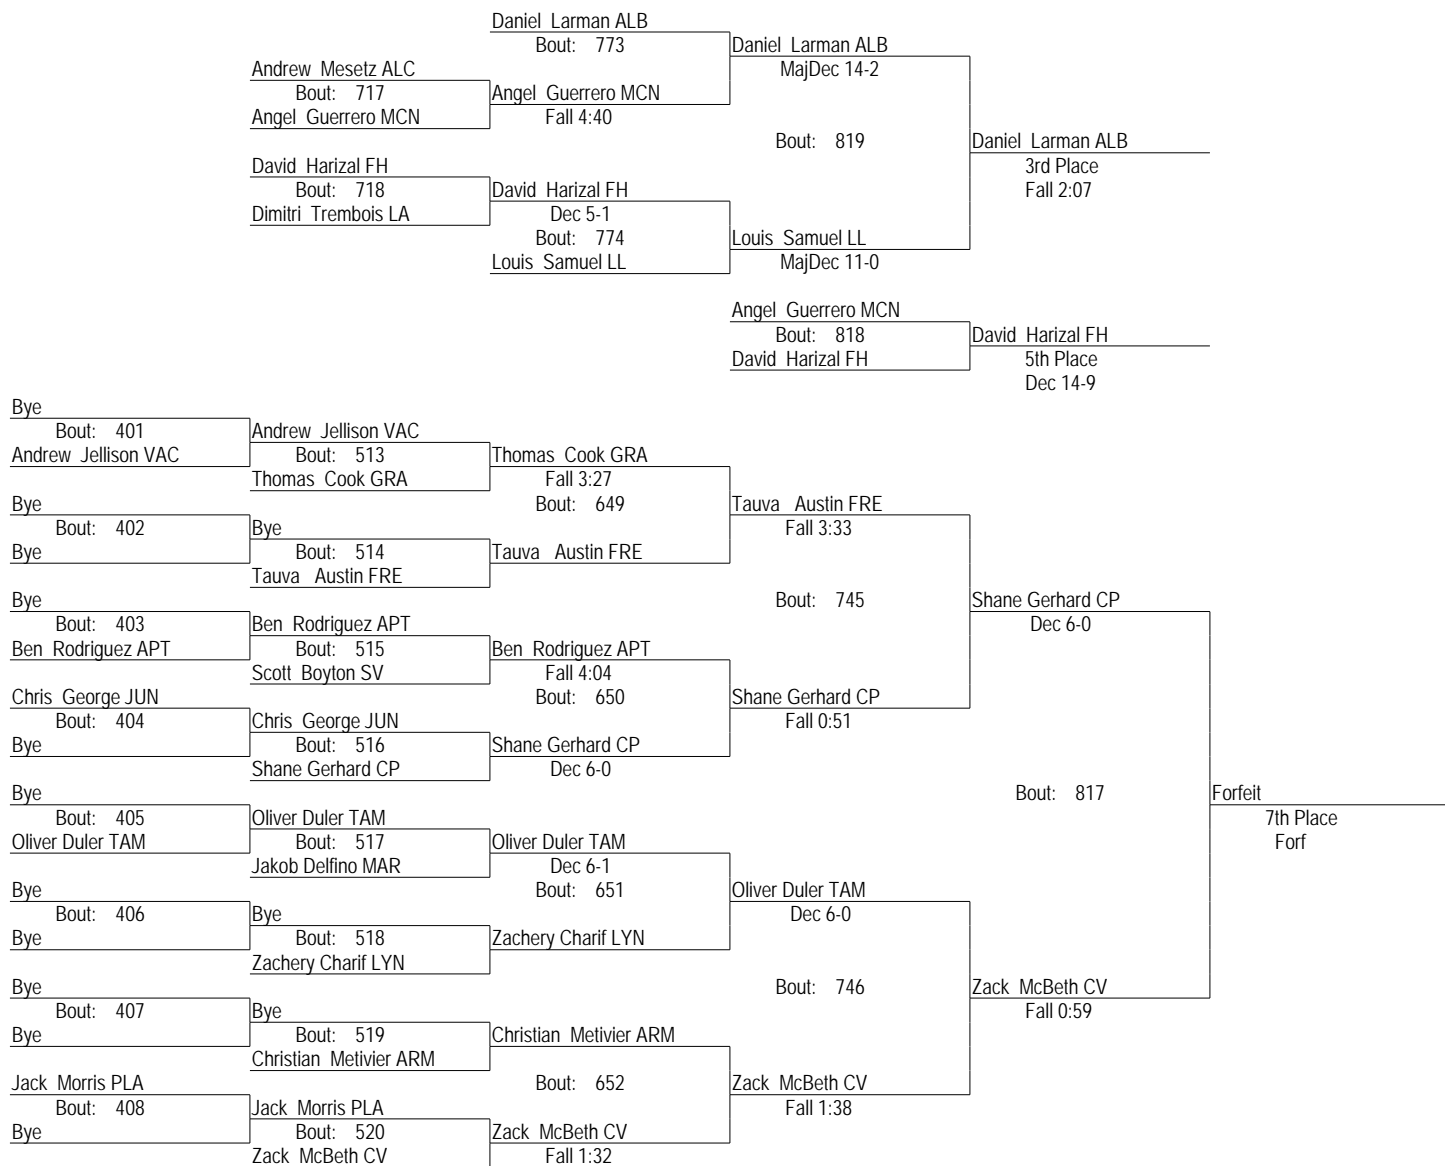 Daniel  Larman ALB
Bout:   773
Daniel  Larman ALB
MajDec 14-2
Andrew  Mesetz ALC
Bout:   717
Angel  Guerrero MCN
Angel  Guerrero MCN
Fall 4:40
Bout:   819
Daniel  Larman ALB
3rd Place
Fall 2:07
David  Harizal FH
Bout:   718
David  Harizal FH
Dimitri  Trembois LA
Dec 5-1
Bout:   774
Louis  Samuel LL
Louis  Samuel LL
MajDec 11-0
Angel  Guerrero MCN
Bout:   818
David  Harizal FH
David  Harizal FH
5th Place
Dec 14-9
Bye
Bout:   401
Andrew  Jellison VAC
Andrew  Jellison VAC
Bout:   513
Thomas  Cook GRA
Thomas  Cook GRA
Fall 3:27
Bye
Bout:   649
Tauva   Austin FRE
Bout:   402
Bye
Fall 3:33
Bye
Bout:   514
Tauva   Austin FRE
Tauva   Austin FRE
Bye
Bout:   745
Shane Gerhard CP
Bout:   403
Ben  Rodriguez APT
Dec 6-0
Ben  Rodriguez APT
Bout:   515
Ben  Rodriguez APT
Scott  Boyton SV
Fall 4:04
Chris  George JUN
Bout:   650
Shane Gerhard CP
Bout:   404
Chris  George JUN
Fall 0:51
Bye
Bout:   516
Shane Gerhard CP
Shane Gerhard CP
Dec 6-0
Bye
Bout:   817
Forfeit
Bout:   405
Oliver Duler TAM
7th Place
Oliver Duler TAM
Bout:   517
Oliver Duler TAM
Forf
Jakob Delfino MAR
Dec 6-1
Bye
Bout:   651
Oliver Duler TAM
Bout:   406
Bye
Dec 6-0
Bye
Bout:   518
Zachery Charif LYN
Zachery Charif LYN
Bye
Bout:   746
Zack  McBeth CV
Bout:   407
Bye
Fall 0:59
Bye
Bout:   519
Christian  Metivier ARM
Christian  Metivier ARM
Jack  Morris PLA
Bout:   652
Zack  McBeth CV
Bout:   408
Jack  Morris PLA
Fall 1:38
Bye
Bout:   520
Zack  McBeth CV
Zack  McBeth CV
Fall 1:32